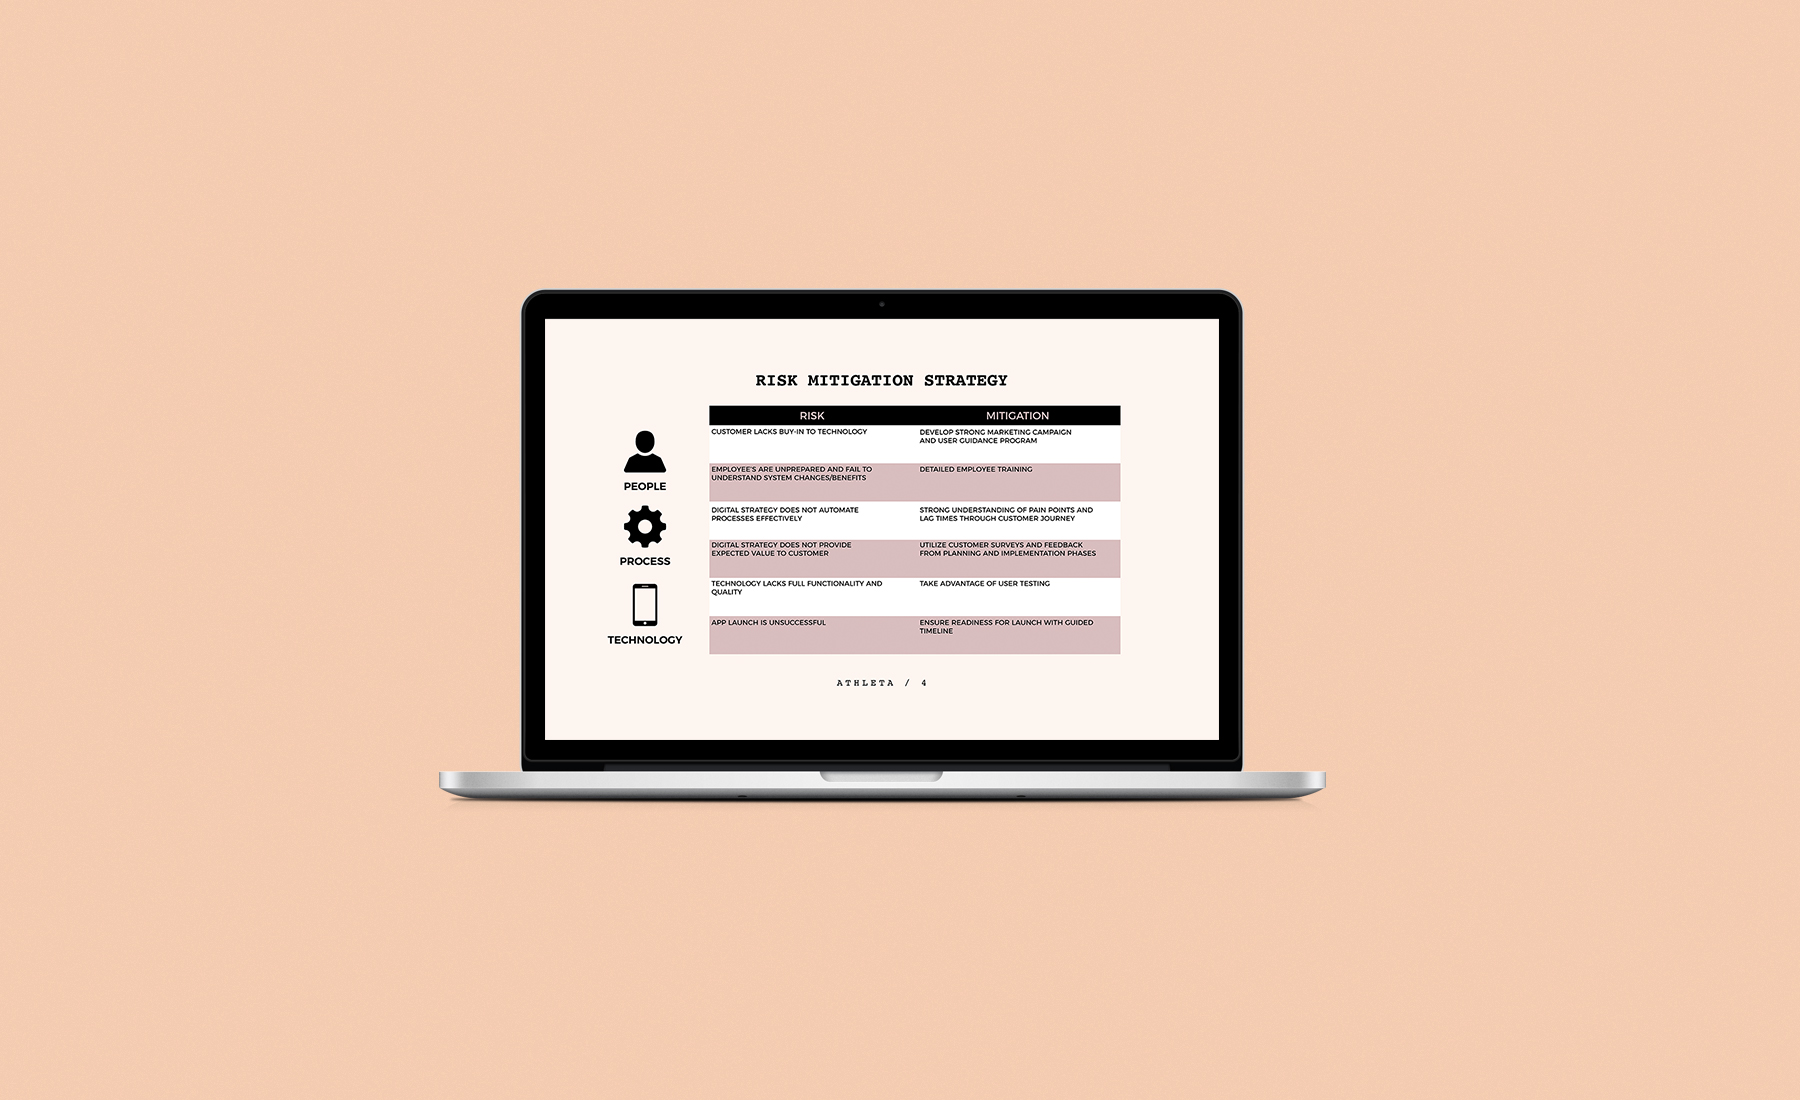 RISK MITIGATION STRATEGY
RISK MITIGATION
PEOPLE
CUSTOMER LACKS BUY-IN TO TECHNOLOGY
DEVELOP STRONG MARKETING CAMPAIGN
AND USER GUIDANCE PROGRAM
EMPLOYEE'S ARE UNPREPARED AND FAIL TO
UNDERSTAND SYSTEM CHANGES/BENEFITS
DETAILED EMPLOYEE TRAINING
PROCESS
DIGITAL STRATEGY DOES NOT AUTOMATE
PROCESSES EFFECTIVELY
STRONG UNDERSTANDING OF PAIN POINTS AND
LAG TIMES THROUGH CUSTOMER JOURNEY
DIGITAL STRATEGY DOES NOT PROVIDE
EXPECTED VALUE TO CUSTOMER
UTILIZE CUSTOMER SURVEYS AND FEEDBACK
FROM PLANNING AND IMPLEMENTATION PHASES
TECHNOLOGY
TECHNOLOGY LACKS FULL FUNCTIONALITY AND
QUALITY
TAKE ADVANTAGE OF USER TESTING
APP LAUNCH IS UNSUCCESSFUL
ENSURE READINESS FOR LAUNCH WITH GUIDED
TIMELINE
ATHLETA / 4